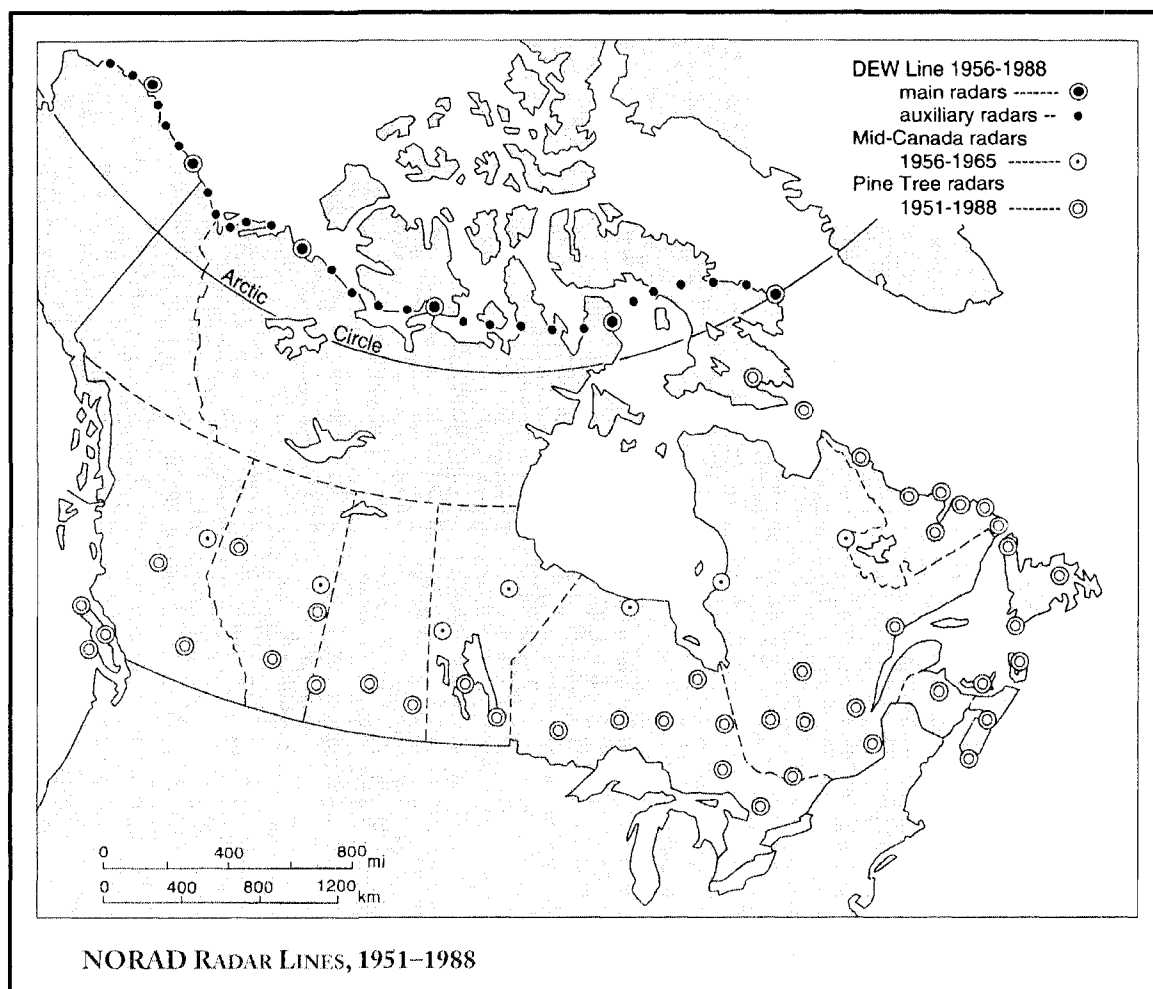 DEW Line 1956-1988
main radars
auxiliary radars
Mid-Canada radars
1956-1965
Pine Tree radars
1951-1988
Arctic
Circle
0 400 800 mi
0 400 800 1200 km
NORAD RADAR LINES, 1951–1988